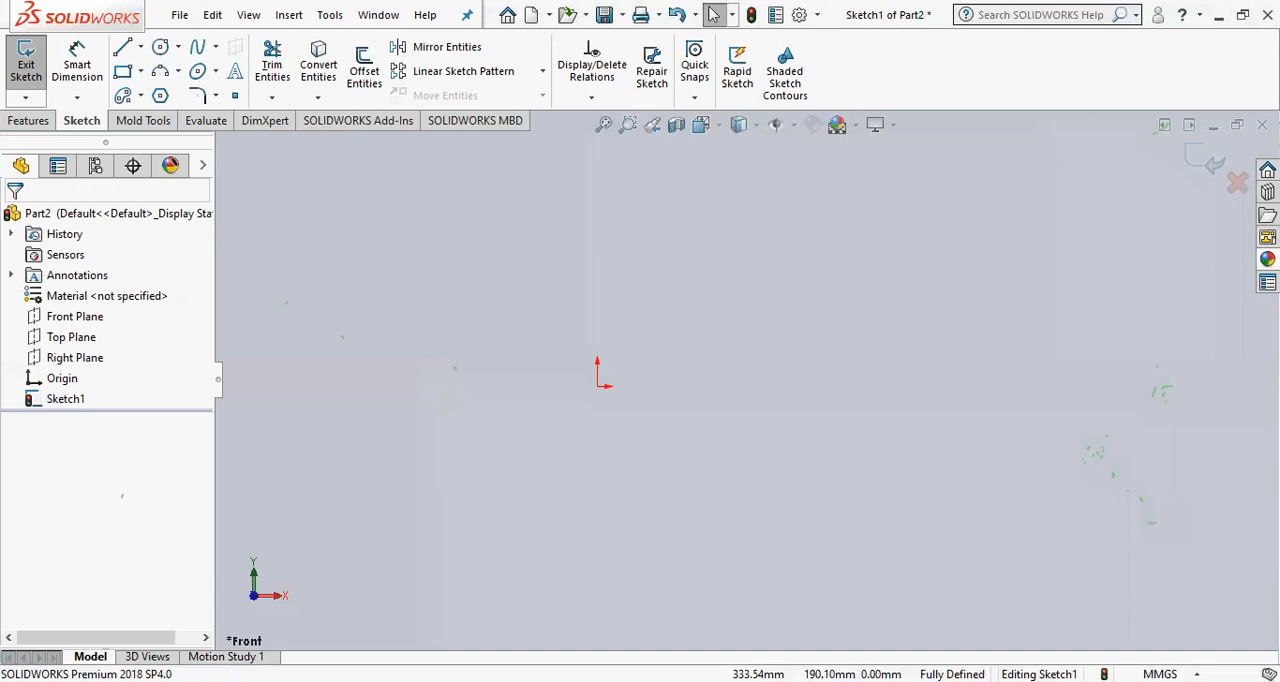 SOLIDWORKS File Edit View Insert Tools Window Help Sketch1 of Part2 * Search SOLIDWORKS Help ?
Exit Sketch
Smart Dimension
Trim Entities
Convert Entities
Offset Entities
Mirror Entities
Linear Sketch Pattern
Move Entities
Display/Delete Relations
Repair Sketch
Quick Snaps
Rapid Sketch
Shaded Sketch Contours
Features Sketch Mold Tools Evaluate DimXpert SOLIDWORKS Add-Ins SOLIDWORKS MBD
Part2 (Default<<Default>_Display Sta
History
Sensors
Annotations
Material <not specified>
Front Plane
Top Plane
Right Plane
Origin
Sketch1
Y
X
*Front
Model 3D Views Motion Study 1
SOLIDWORKS Premium 2018 SP4.0 333.54mm 190.10mm 0.00mm Fully Defined Editing Sketch1 MMGS